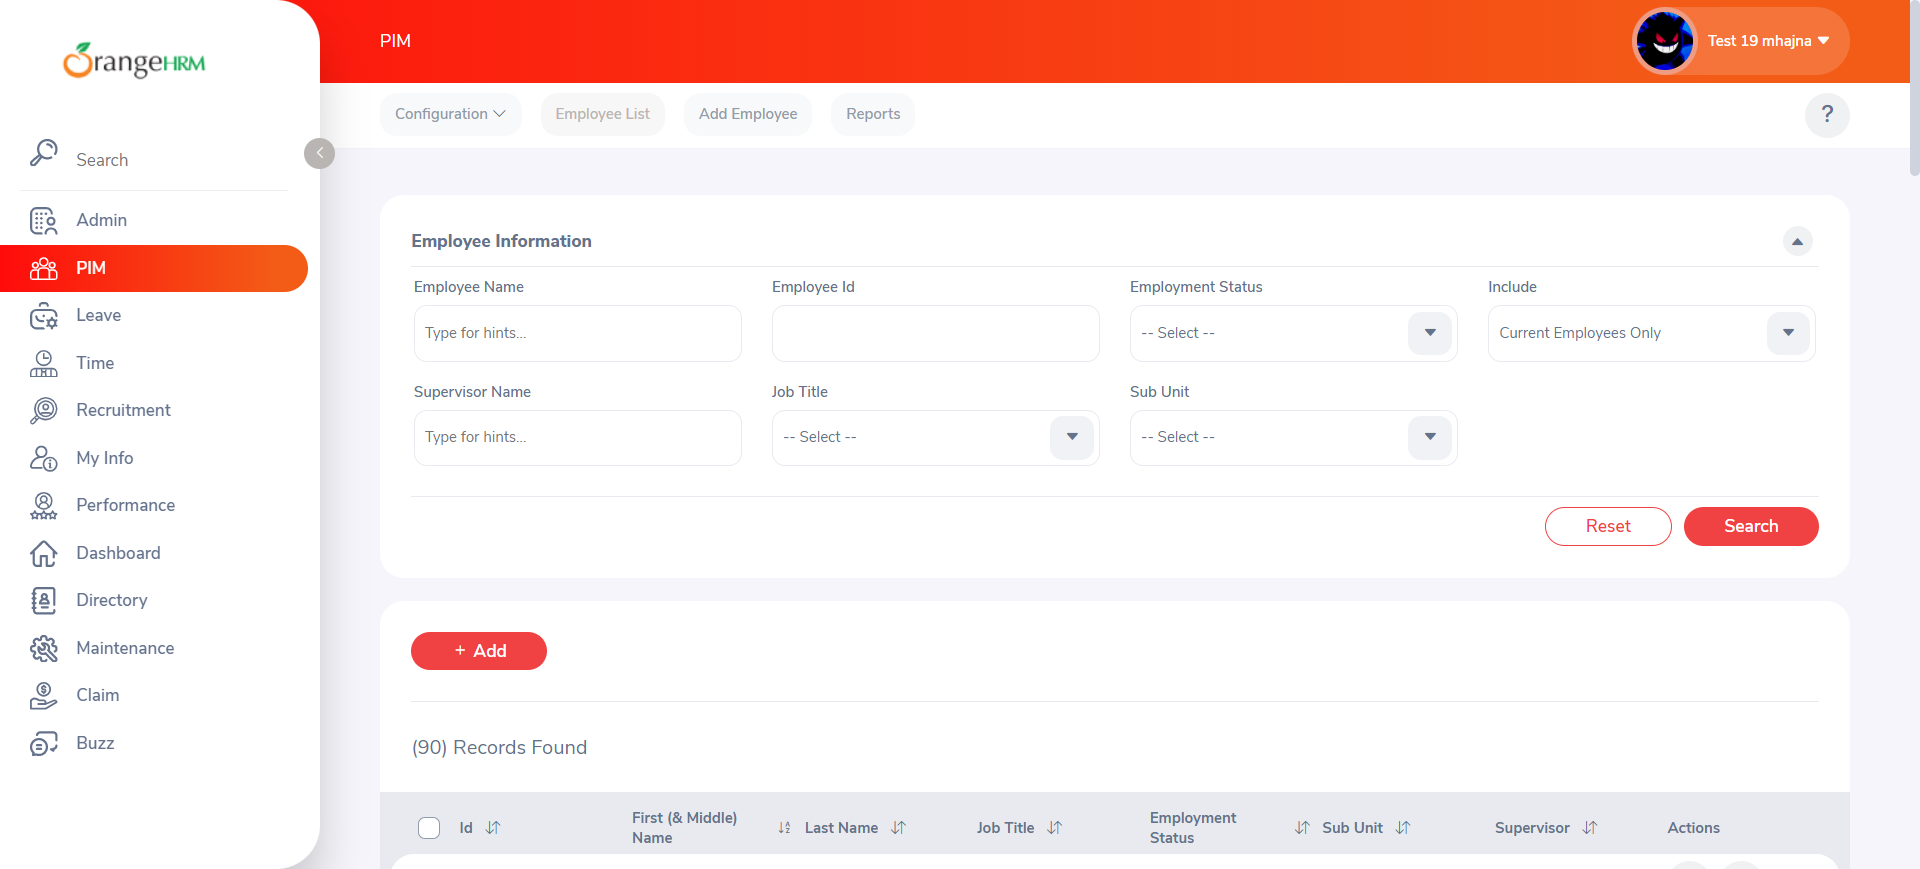 OrangeHRM
PIM
Test 19 mhajna
Configuration
Employee List
Add Employee
Reports
?
Search
Admin
PIM
Leave
Time
Recruitment
My Info
Performance
Dashboard
Directory
Maintenance
Claim
Buzz
Employee Information
Employee Name
Employee Id
Employment Status
Include
Type for hints...
-- Select --
Current Employees Only
Supervisor Name
Job Title
Sub Unit
Type for hints...
-- Select --
-- Select --
Reset
Search
+ Add
(90) Records Found
Id
First (& Middle)
Name
Last Name
Job Title
Employment
Status
Sub Unit
Supervisor
Actions